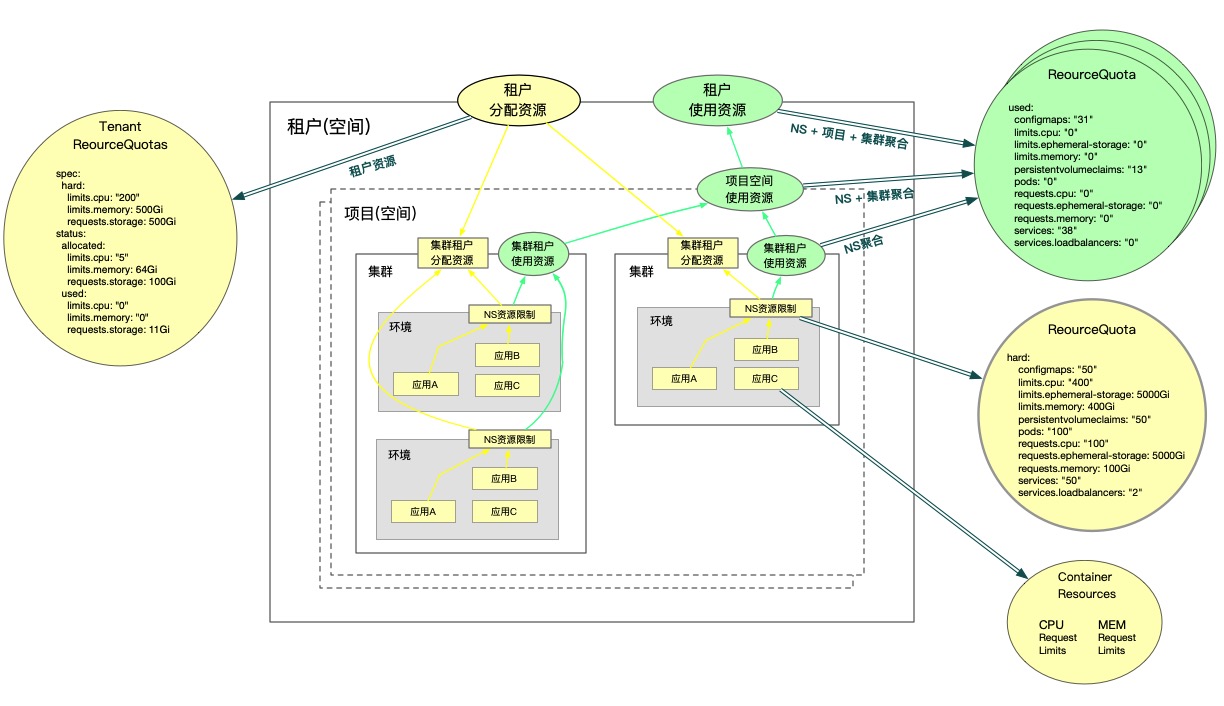 Tenant
ReourceQuotas
spec:
hard:
limits.cpu: "200"
limits.memory: 500Gi
requests.storage: 500Gi
status:
allocated:
limits.cpu: "5"
limits.memory: 64Gi
requests.storage: 100Gi
used:
limits.cpu: "0"
limits.memory: "0"
requests.storage: 11Gi
租户资源
租户
分配资源
租户
使用资源
租户(空间)
NS + 项目 + 集群聚合
项目空间
使用资源
NS + 集群聚合
项目(空间)
NS聚合
集群租户
分配资源
集群租户
使用资源
集群
NS资源限制
环境
应用B
应用A
应用C
NS资源限制
环境
应用B
应用A
应用C
集群租户
分配资源
集群租户
使用资源
集群
NS资源限制
环境
应用B
应用A
应用C
ReourceQuota
used:
configmaps: "31"
limits.cpu: "0"
limits.ephemeral-storage: "0"
limits.memory: "0"
persistentvolumeclaims: "13"
pods: "0"
requests.cpu: "0"
requests.ephemeral-storage: "0"
requests.memory: "0"
services: "38"
services.loadbalancers: "0"
ReourceQuota
hard:
configmaps: "50"
limits.cpu: "400"
limits.ephemeral-storage: 5000Gi
limits.memory: 400Gi
persistentvolumeclaims: "50"
pods: "100"
requests.cpu: "100"
requests.ephemeral-storage: 5000Gi
requests.memory: 100Gi
services: "50"
services.loadbalancers: "2"
Container
Resources
CPU MEM
Request Request
Limits Limits